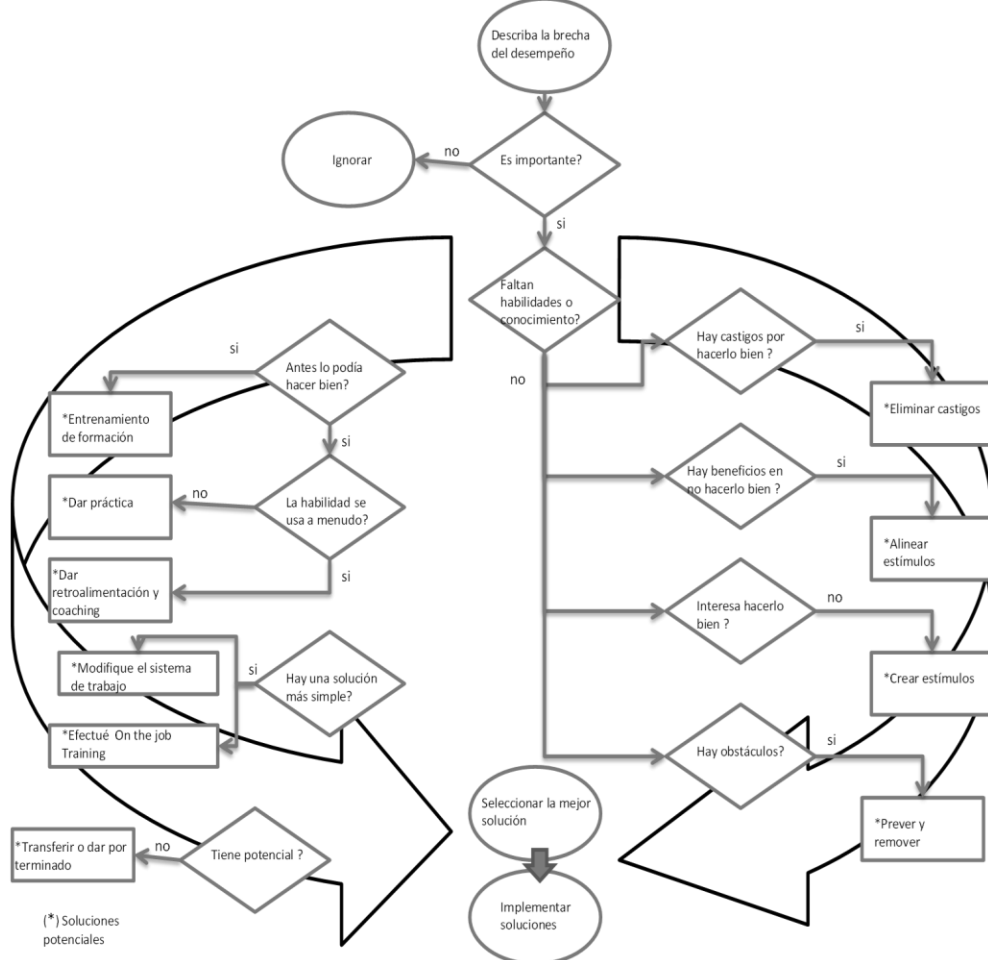 Describa la brecha
del desempeño
Es importante?
no
Ignorar
si
Faltan
habilidades o
conocimiento?
no
si
Antes lo podía
hacer bien?
*Entrenamiento
de formación
si
La habilidad se
usa a menudo?
no
*Dar práctica
si
*Dar
retroalimentación y
coaching
Hay una solución
más simple?
si
*Modifique el sistema
de trabajo
*Efectué On the job
Training
Tiene potencial ?
no
*Transferir o dar por
terminado
(*) Soluciones
potenciales
Hay castigos por
hacerlo bien ?
si
*Eliminar castigos
Hay beneficios en
no hacerlo bien ?
si
*Alinear
estímulos
Interesa hacerlo
bien ?
no
*Crear estímulos
Hay obstáculos?
si
*Prever y
remover
Seleccionar la mejor
solución
Implementar
soluciones